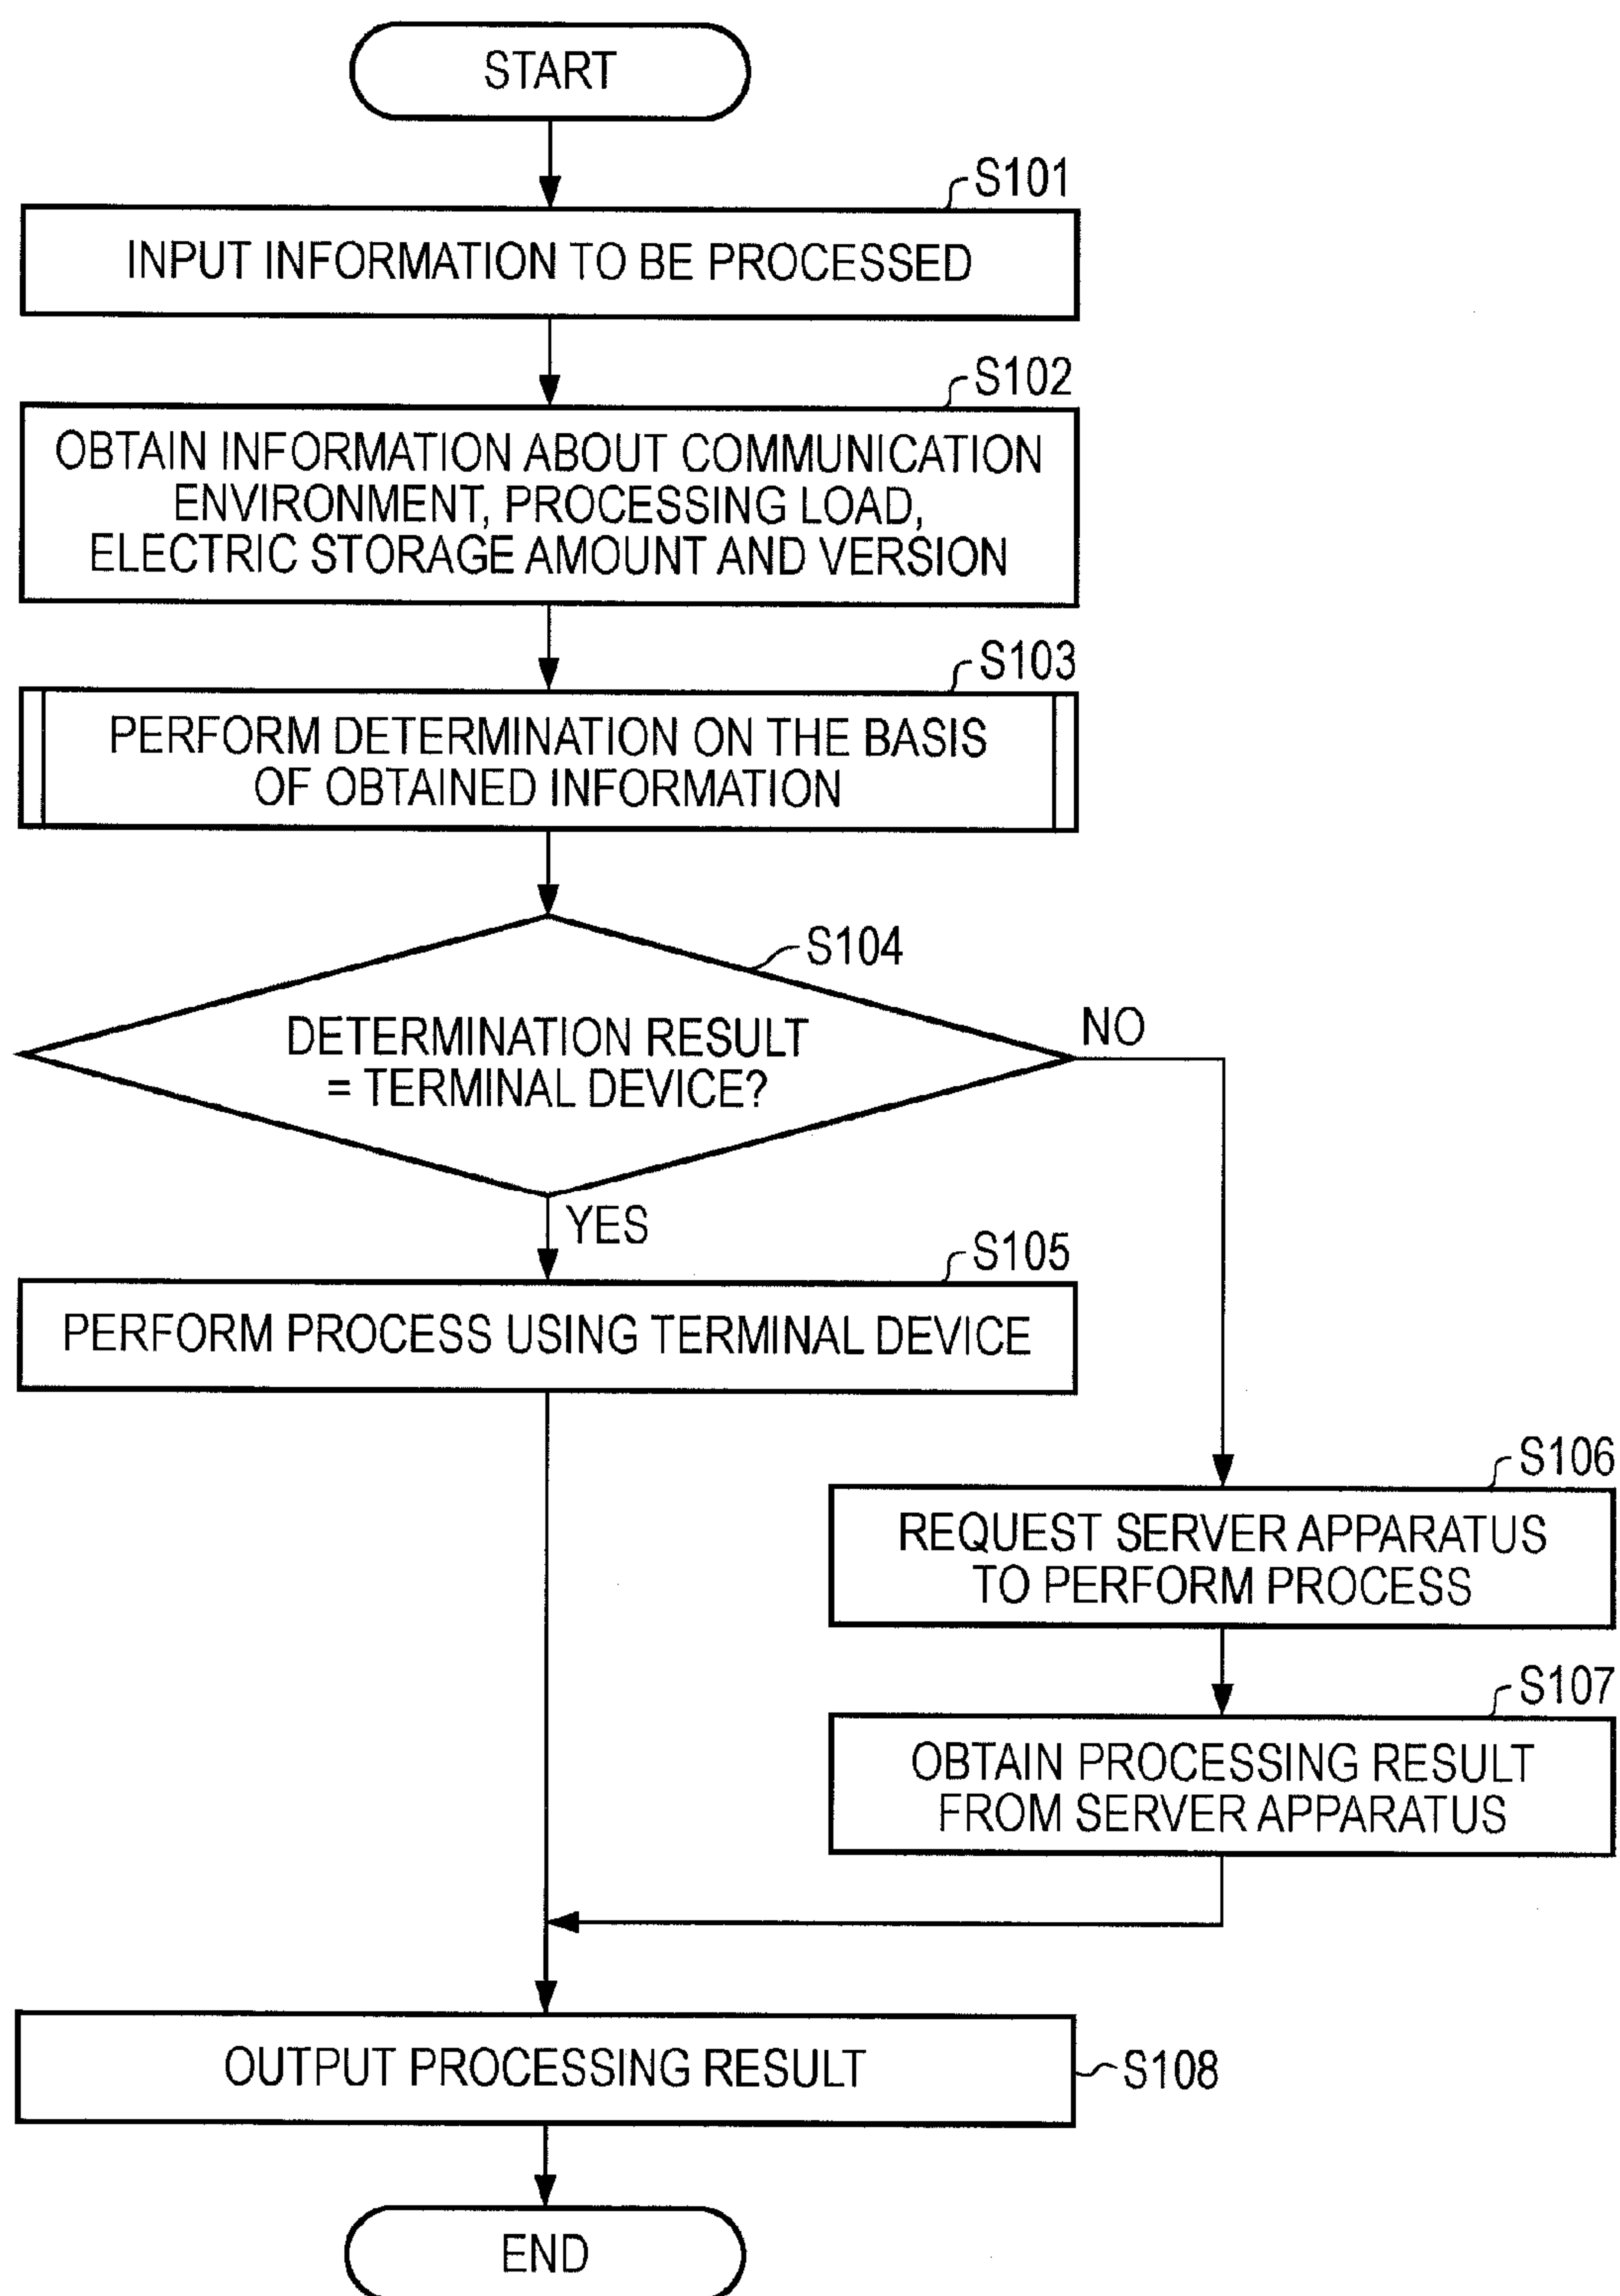 START
S101
INPUT INFORMATION TO BE PROCESSED
S102
OBTAIN INFORMATION ABOUT COMMUNICATION
ENVIRONMENT, PROCESSING LOAD,
ELECTRIC STORAGE AMOUNT AND VERSION
S103
PERFORM DETERMINATION ON THE BASIS
OF OBTAINED INFORMATION
S104
DETERMINATION RESULT
= TERMINAL DEVICE?
NO
YES
S105
PERFORM PROCESS USING TERMINAL DEVICE
S106
REQUEST SERVER APPARATUS
TO PERFORM PROCESS
S107
OBTAIN PROCESSING RESULT
FROM SERVER APPARATUS
OUTPUT PROCESSING RESULT
S108
END